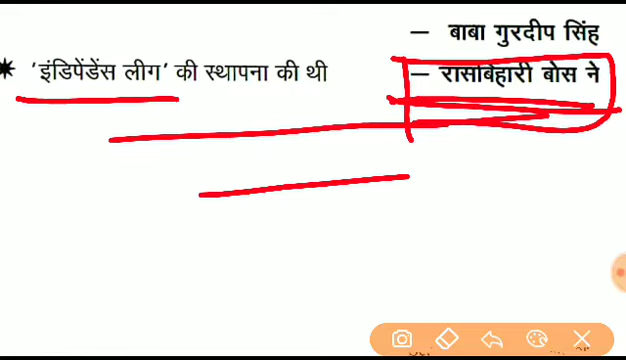 — बाबा गुरदीप सिंह
✷ 'इंडिपेंडेंस लीग' की स्थापना की थी — रासबिहारी बोस ने